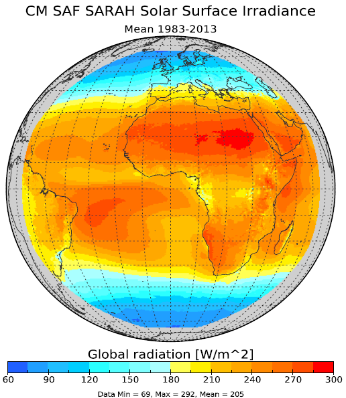 CM SAF SARAH Solar Surface Irradiance
Mean 1983-2013
Global radiation [W/m^2]
60 90 120 150 180 210 240 270 300
Data Min = 69, Max = 292, Mean = 205